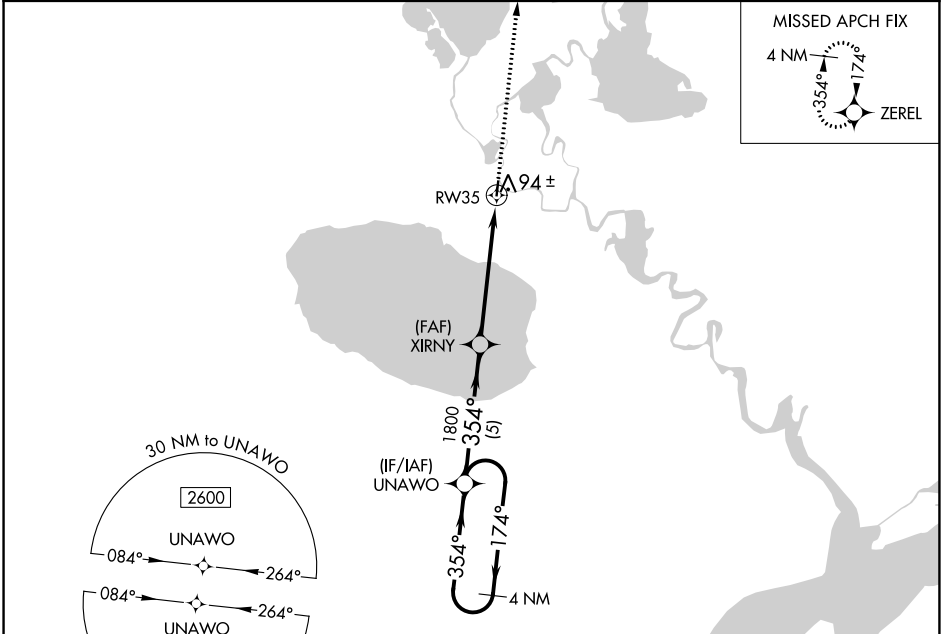 MISSED APCH FIX
4 NM
354°
174°
ZEREL
RW35
94 ±
(FAF)
XIRNY
1800
354°
(5)
(IF/IAF)
UNAWO
354°
174°
4 NM
30 NM to UNAWO
2600
UNAWO
084°
264°
084°
264°
UNAWO